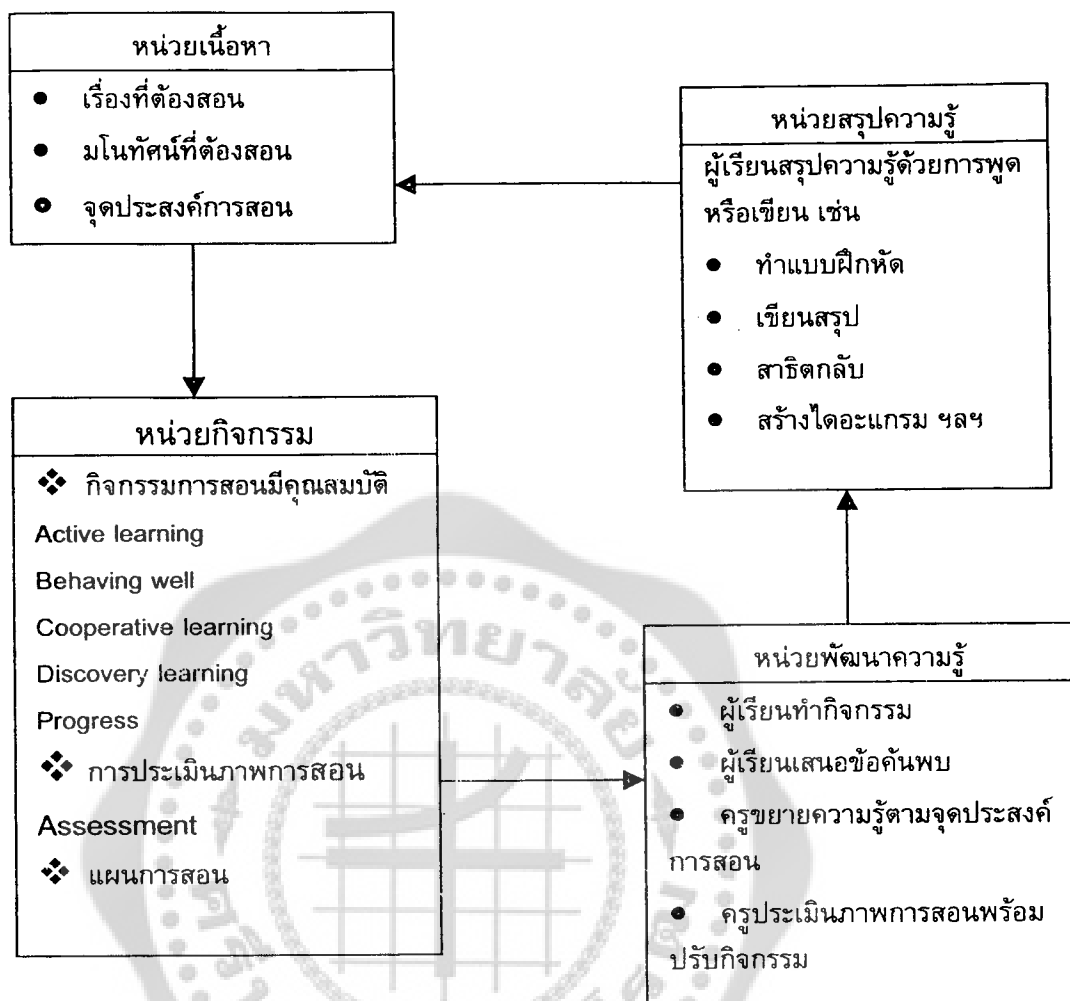 หน่วยเนื้อหา
● เรื่องที่ต้องสอน
● มโนทัศน์ที่ต้องสอน
● จุดประสงค์การสอน
หน่วยสรุปความรู้
ผู้เรียนสรุปความรู้ด้วยการพูด
หรือเขียน เช่น
● ทำแบบฝึกหัด
● เขียนสรุป
● สาธิตกลับ
● สร้างไดอะแกรม ฯลฯ
หน่วยกิจกรรม
❖ กิจกรรมการสอนมีคุณสมบัติ
Active learning
Behaving well
Cooperative learning
Discovery learning
Progress
❖ การประเมินภาพการสอน
Assessment
❖ แผนการสอน
หน่วยพัฒนาความรู้
● ผู้เรียนทำกิจกรรม
● ผู้เรียนเสนอข้อค้นพบ
● ครูขยายความรู้ตามจุดประสงค์
การสอน
● ครูประเมินภาพการสอนพร้อม
ปรับกิจกรรม
มหาวิทยาลัย